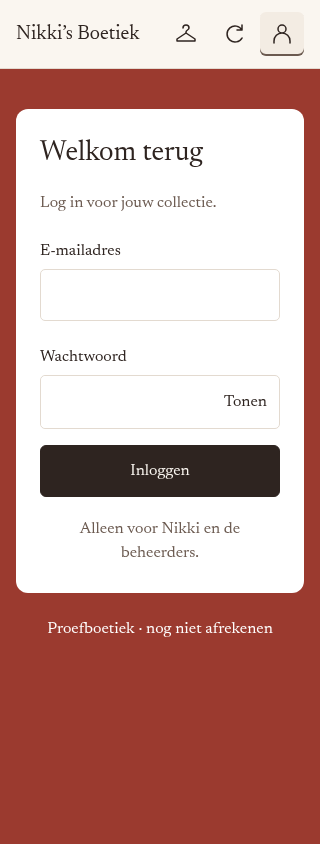 Nikki’s Boetiek
Welkom terug
Log in voor jouw collectie.
E-mailadres
Wachtwoord
Tonen
Inloggen
Alleen voor Nikki en de
beheerders.
Proefboetiek · nog niet afrekenen